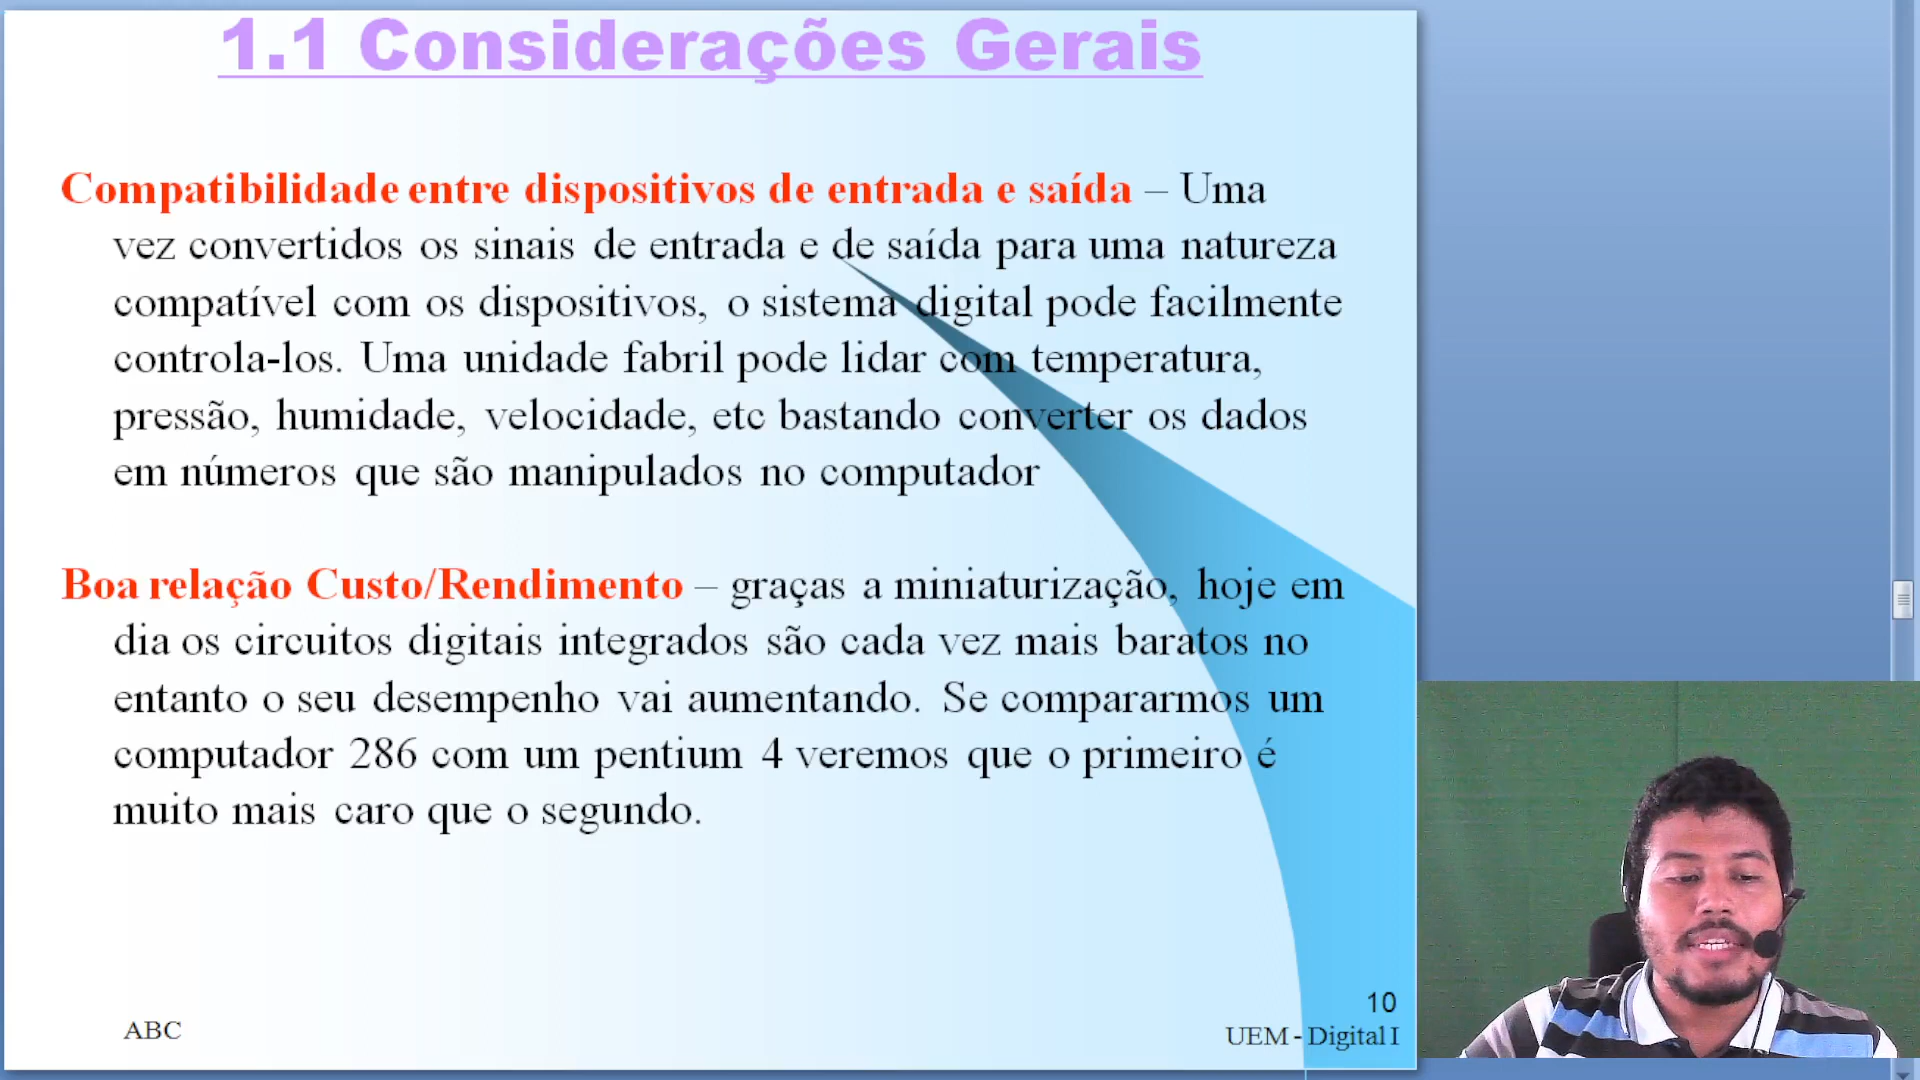 1.1 Considerações Gerais
Compatibilidade entre dispositivos de entrada e saída – Uma
vez convertidos os sinais de entrada e de saída para uma natureza
compatível com os dispositivos, o sistema digital pode facilmente
controla-los. Uma unidade fabril pode lidar com temperatura,
pressão, humidade, velocidade, etc bastando converter os dados
em números que são manipulados no computador
Boa relação Custo/Rendimento – graças a miniaturização, hoje em
dia os circuitos digitais integrados são cada vez mais baratos no
entanto o seu desempenho vai aumentando. Se compararmos um
computador 286 com um pentium 4 veremos que o primeiro é
muito mais caro que o segundo.
10
ABC
UEM - Digital I